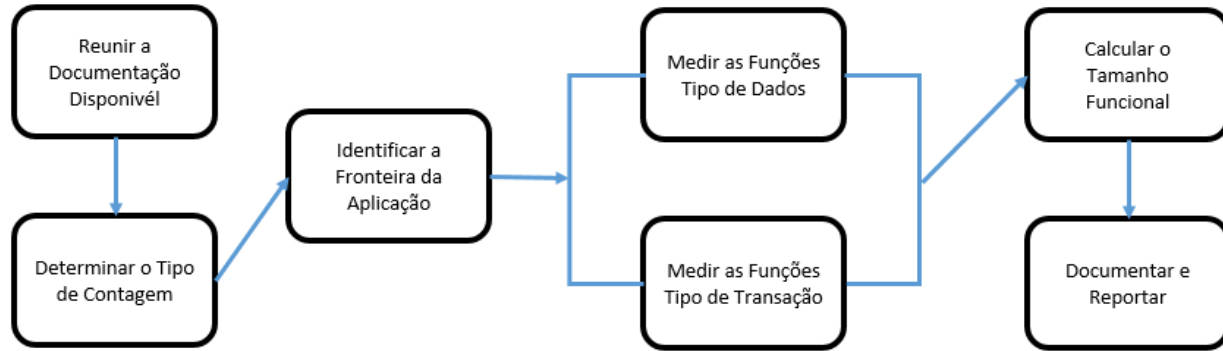 Reunir a
Documentação
Disponivél
Determinar o Tipo
de Contagem
Identificar a
Fronteira da
Aplicação
Medir as Funções
Tipo de Dados
Medir as Funções
Tipo de Transação
Calcular o
Tamanho
Funcional
Documentar e
Reportar